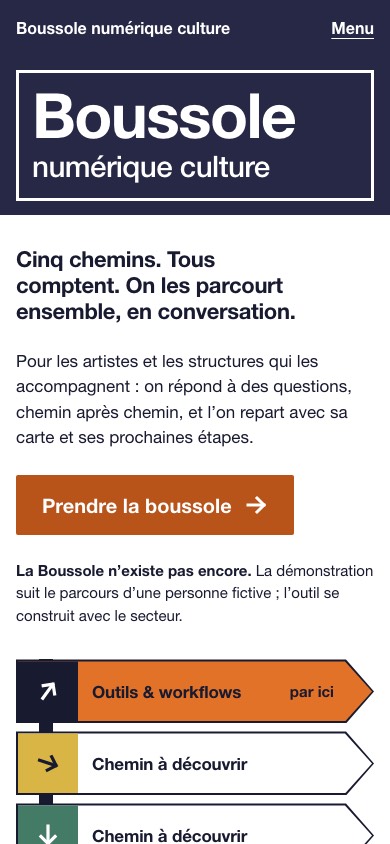 Boussole numérique culture
Menu
Boussole
numérique culture
Cinq chemins. Tous
comptent. On les parcourt
ensemble, en conversation.
Pour les artistes et les structures qui les
accompagnent : on répond à des questions,
chemin après chemin, et l’on repart avec sa
carte et ses prochaines étapes.
Prendre la boussole →
La Boussole n’existe pas encore. La démonstration
suit le parcours d’une personne fictive ; l’outil se
construit avec le secteur.
Outils & workflows par ici
Chemin à découvrir
Chemin à découvrir